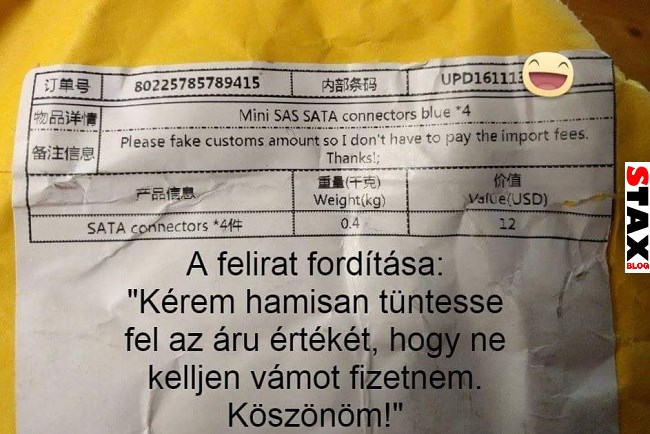 订单号 80225785789415 内部条码 UPD161113
物品详情 Mini SAS SATA connectors blue *4
备注信息 Please fake customs amount so I don't have to pay the import fees.
Thanks!;
产品信息 重量(千克) 价值
Weight(kg) Value(USD)
SATA connectors *4件 0.4 12
A felirat fordítása:
"Kérem hamisan tüntesse
fel az áru értékét, hogy ne
kelljen vámot fizetnem.
Köszönöm!"
STAX
BLOG